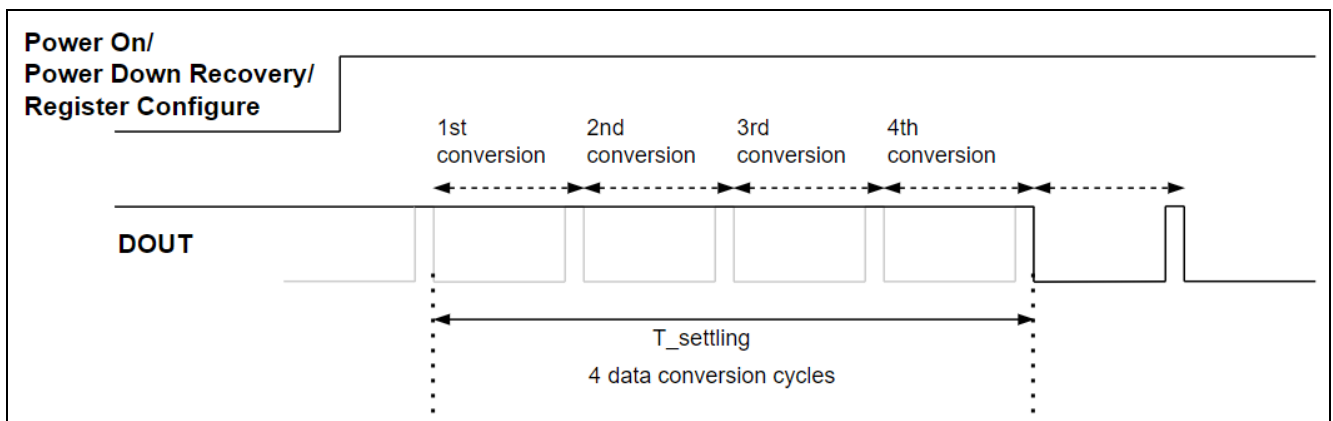 Power On/
Power Down Recovery/
Register Configure
1st
conversion
2nd
conversion
3rd
conversion
4th
conversion
DOUT
T_settling
4 data conversion cycles